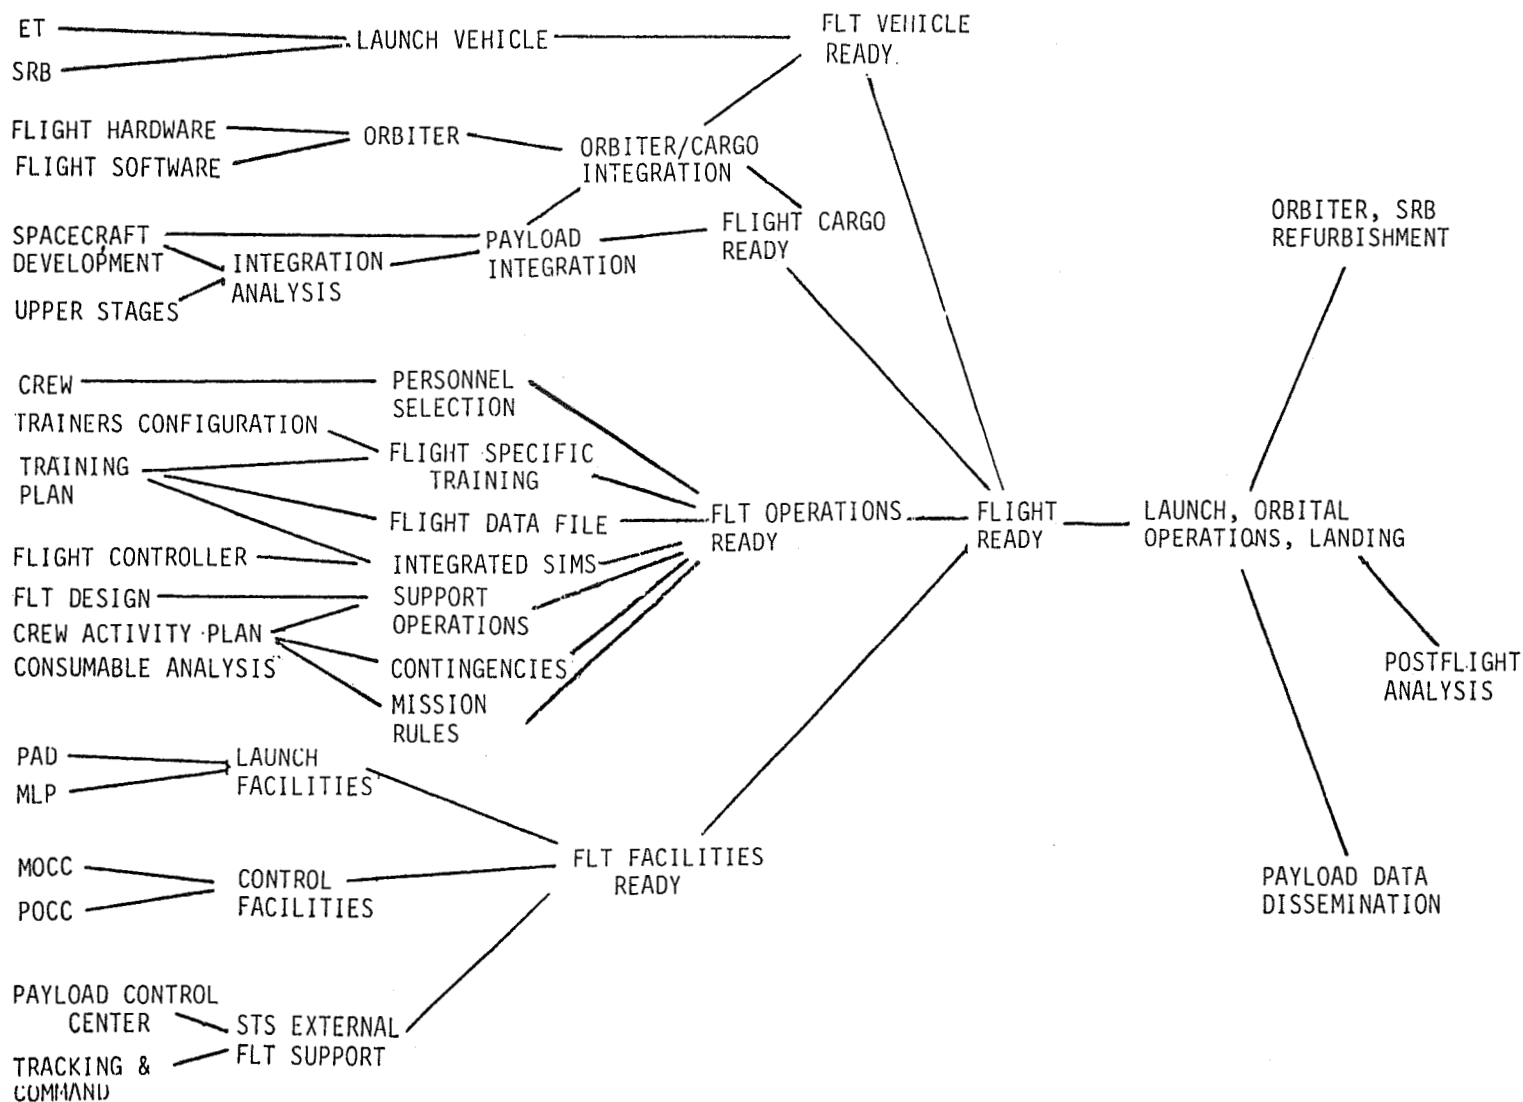 ET
SRB
LAUNCH VEHICLE
FLT VEHICLE
READY.
FLIGHT HARDWARE
FLIGHT SOFTWARE
ORBITER
ORBITER/CARGO
INTEGRATION
SPACECRAFT
DEVELOPMENT
UPPER STAGES
INTEGRATION
ANALYSIS
PAYLOAD
INTEGRATION
FLIGHT CARGO
READY
CREW
TRAINERS CONFIGURATION
TRAINING
PLAN
FLIGHT CONTROLLER
FLT DESIGN
CREW ACTIVITY PLAN
CONSUMABLE ANALYSIS
PERSONNEL
SELECTION
FLIGHT SPECIFIC
TRAINING
FLIGHT DATA FILE
INTEGRATED SIMS
SUPPORT
OPERATIONS
CONTINGENCIES
MISSION
RULES
FLT OPERATIONS
READY
FLIGHT
READY
LAUNCH, ORBITAL
OPERATIONS, LANDING
ORBITER, SRB
REFURBISHMENT
POSTFLIGHT
ANALYSIS
PAYLOAD DATA
DISSEMINATION
PAD
MLP
LAUNCH
FACILITIES
MOCC
POCC
CONTROL
FACILITIES
FLT FACILITIES
READY
PAYLOAD CONTROL
CENTER
TRACKING &
COMMAND
STS EXTERNAL
FLT SUPPORT